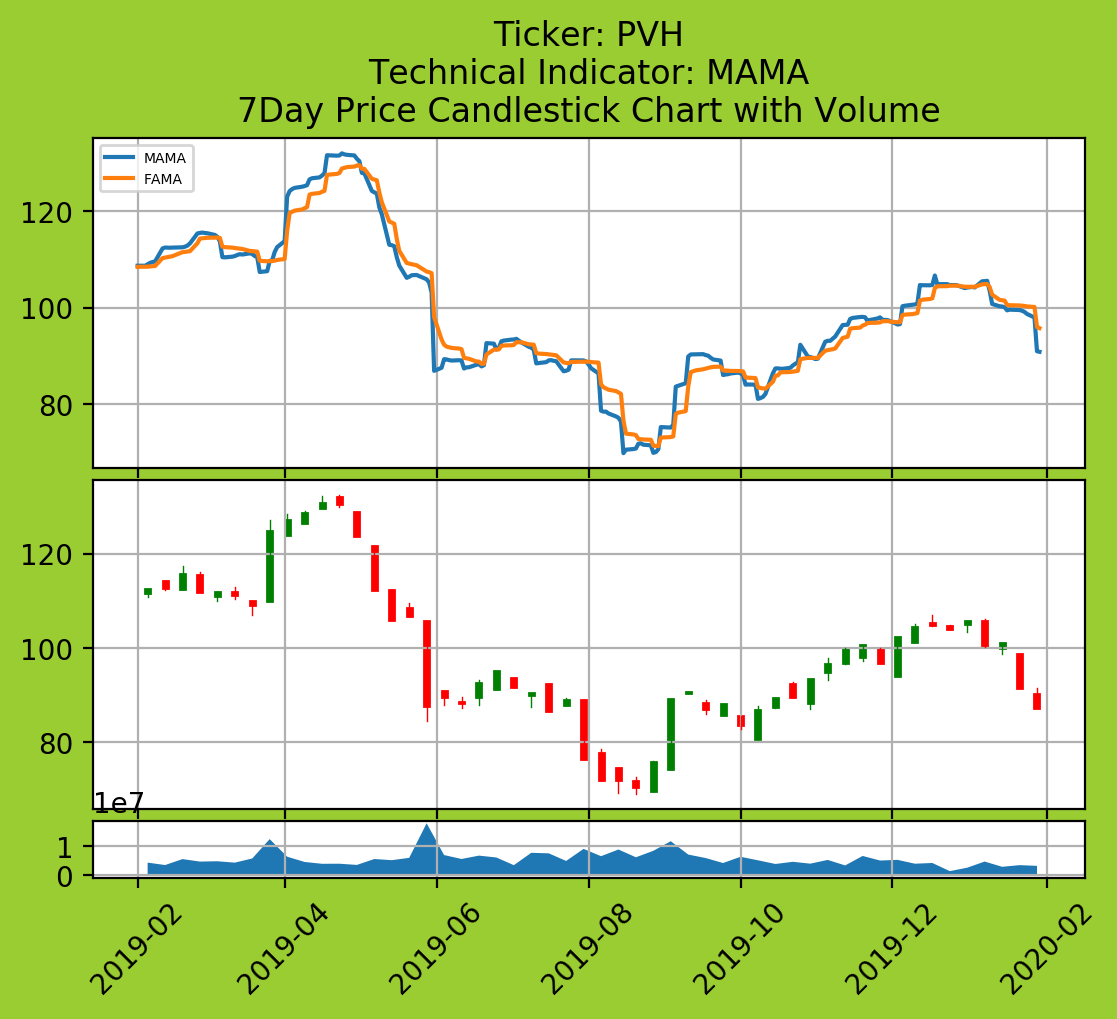 Ticker: PVH
Technical Indicator: MAMA
7Day Price Candlestick Chart with Volume
MAMA
FAMA
120
100
80
120
100
80
1e7
1
0
2019-02
2019-04
2019-06
2019-08
2019-10
2019-12
2020-02